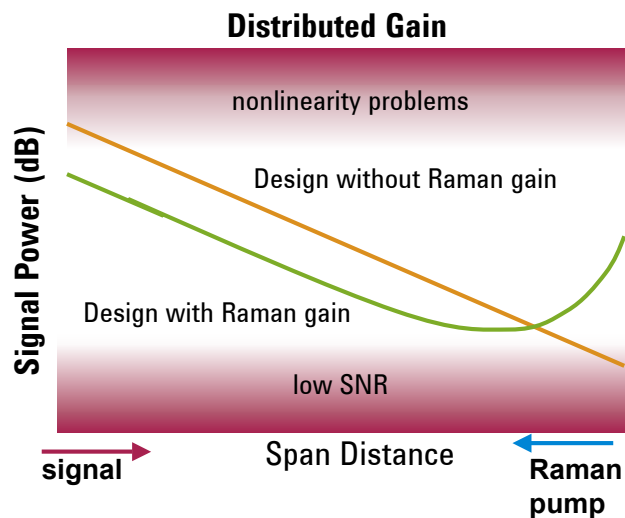 Distributed Gain
nonlinearity problems
Signal Power (dB)
Design without Raman gain
Design with Raman gain
low SNR
signal
Span Distance
Raman
pump